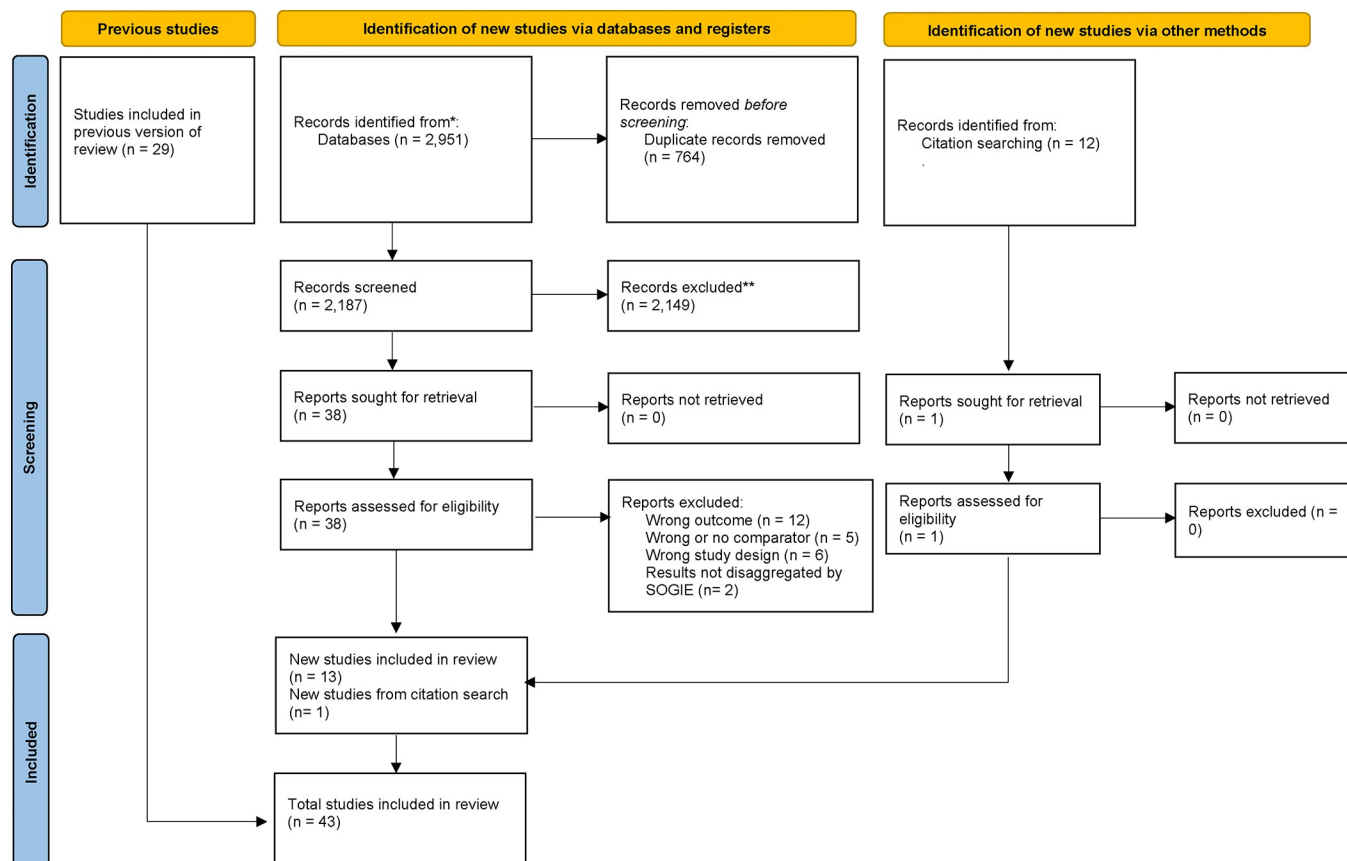 Previous studies
Identification of new studies via databases and registers
Identification of new studies via other methods
Identification
Studies included in
previous version of
review (n = 29)
Records identified from*:
Databases (n = 2,951)
Records removed before
screening:
Duplicate records removed
(n = 764)
Records identified from:
Citation searching (n = 12)
.
Screening
Records screened
(n = 2,187)
Records excluded**
(n = 2,149)
Reports sought for retrieval
(n = 38)
Reports not retrieved
(n = 0)
Reports sought for retrieval
(n = 1)
Reports not retrieved
(n = 0)
Reports assessed for eligibility
(n = 38)
Reports excluded:
Wrong outcome (n = 12)
Wrong or no comparator (n = 5)
Wrong study design (n = 6)
Results not disaggregated by
SOGIE (n= 2)
Reports assessed for
eligibility
(n = 1)
Reports excluded (n =
0)
Included
New studies included in review
(n = 13)
New studies from citation search
(n= 1)
Total studies included in review
(n = 43)